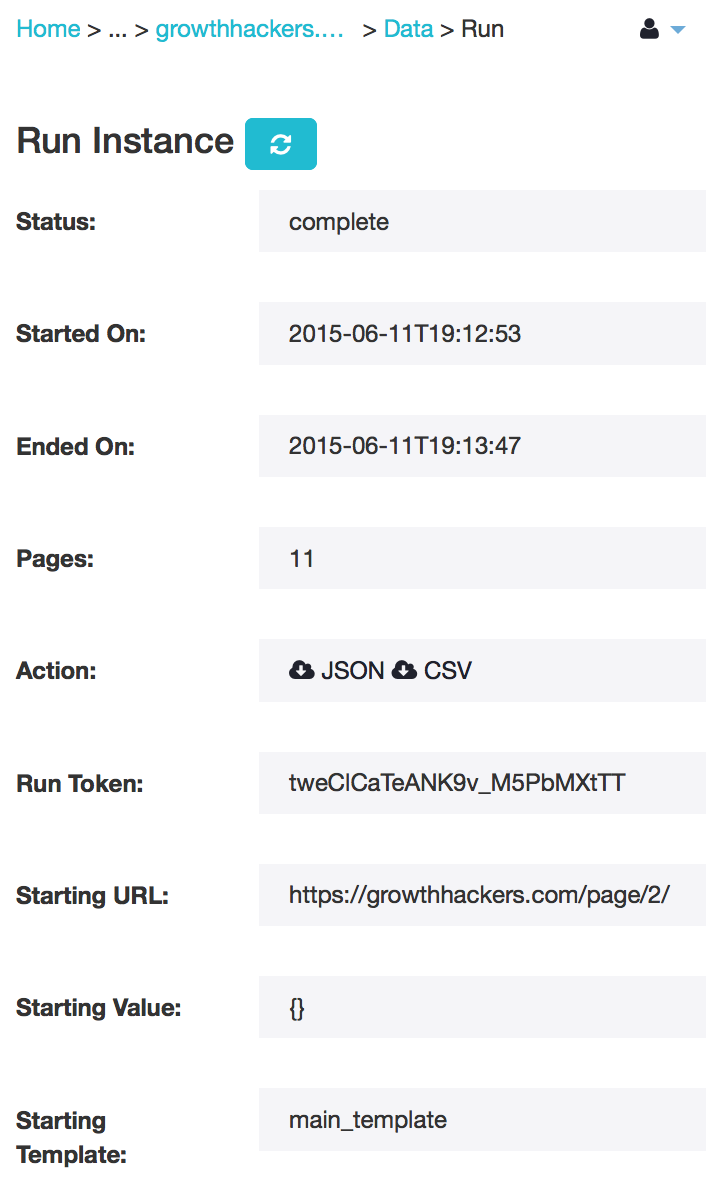 Home > ... > growthhackers.... > Data > Run
Run Instance
Status: complete
Started On: 2015-06-11T19:12:53
Ended On: 2015-06-11T19:13:47
Pages: 11
Action: JSON CSV
Run Token: tweClCaTeANK9v_M5PbMXtTT
Starting URL: https://growthhackers.com/page/2/
Starting Value: {}
Starting main_template
Template: